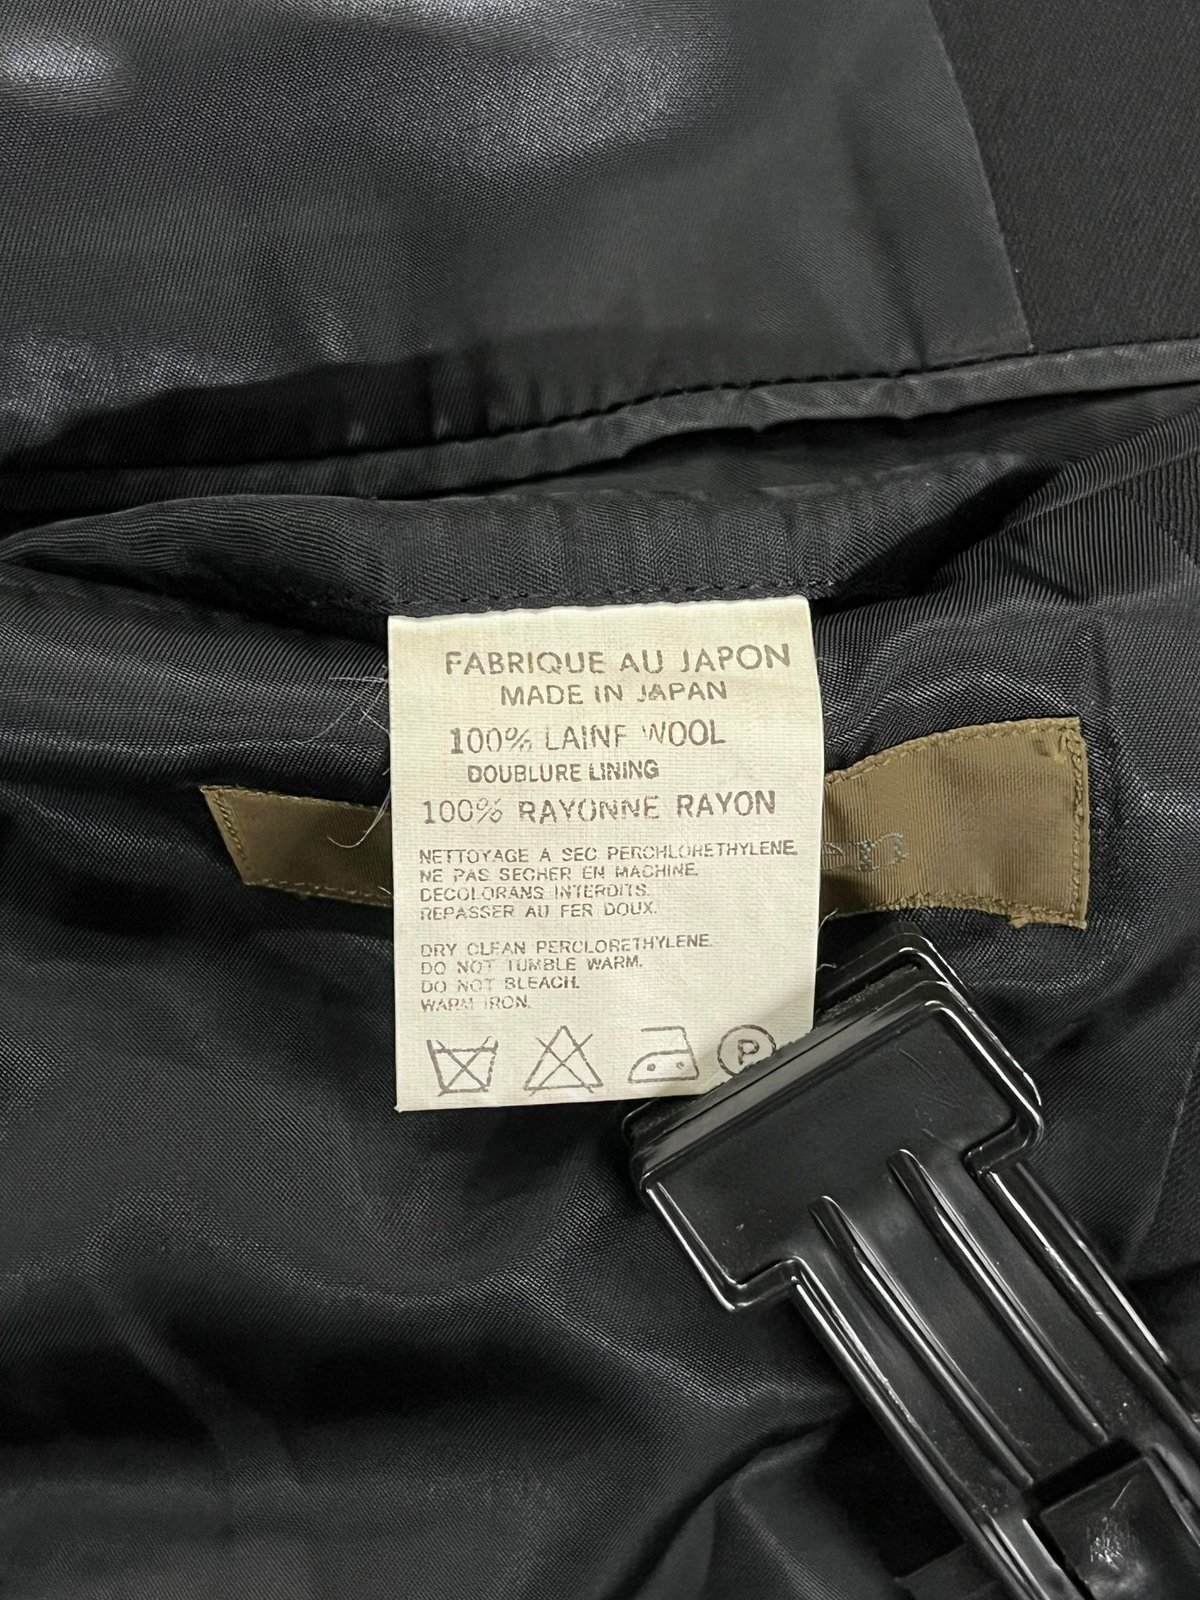 FABRIQUE AU JAPON
MADE IN JAPAN
100% LAINE WOOL
DOUBLURE LINING
100% RAYONNE RAYON
NETTOYAGE A SEC PERCHLORETHYLENE
NE PAS SECHER EN MACHINE.
DECOLORANS INTERDITS.
REPASSER AU FER DOUX.
DRY CLEAN PERCLORETHYLENE.
DO NOT TUMBLE WARM.
DO NOT BLEACH.
WARM IRON.
P